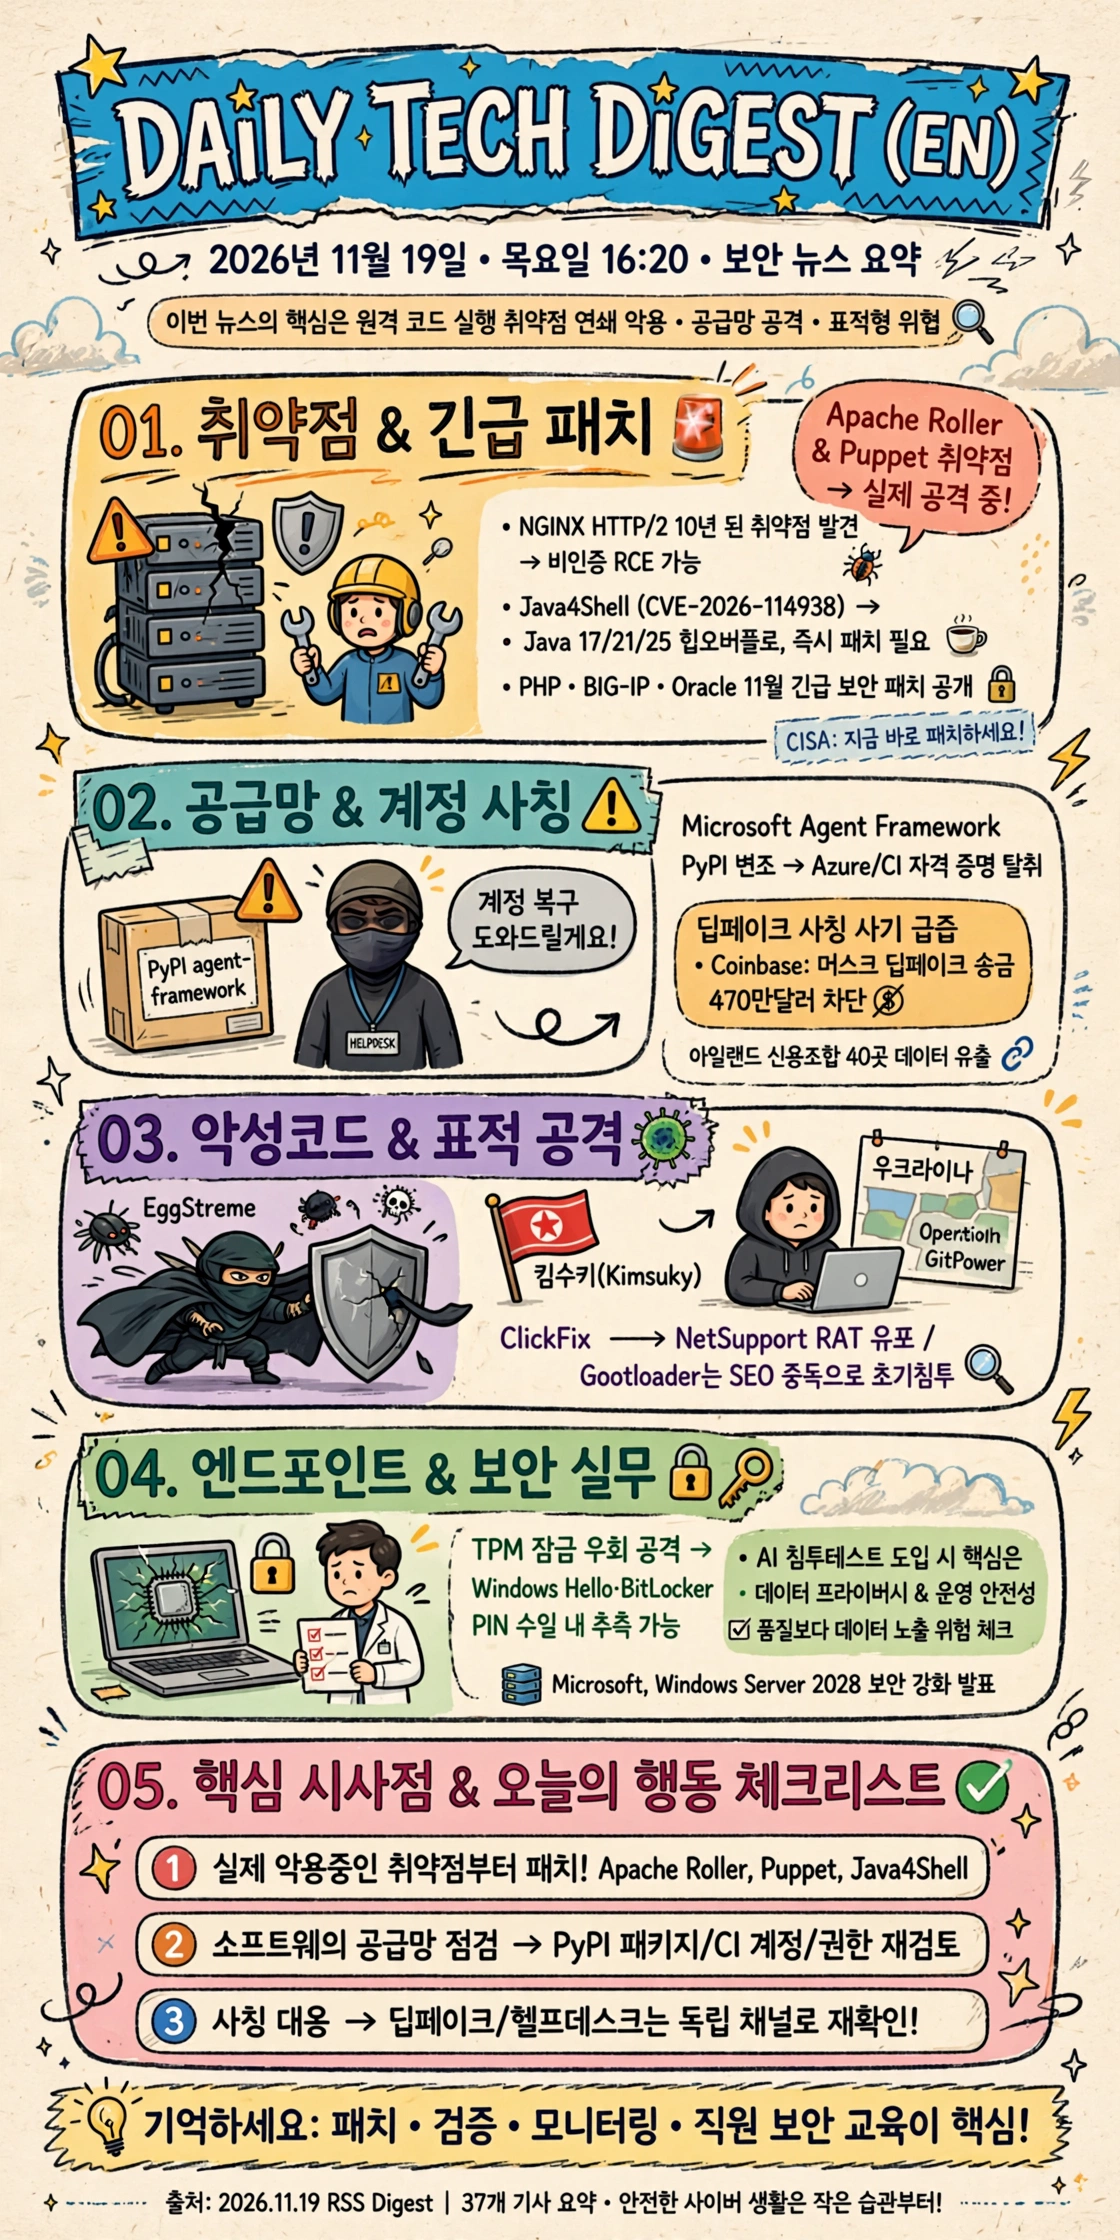 DAiLY TECH DiGEST (EN)
2026년 11월 19일 • 목요일 16:20 • 보안 뉴스 요약
이번 뉴스의 핵심은 원격 코드 실행 취약점 연쇄 악용 • 공급망 공격 • 표적형 위협
01. 취약점 & 긴급 패치
Apache Roller
& Puppet 취약점
→ 실제 공격 중!
• NGINX HTTP/2 10년 된 취약점 발견
→ 비인증 RCE 가능
• Java4Shell (CVE-2026-114938) →
• Java 17/21/25 힙오버플로, 즉시 패치 필요
• PHP • BIG-IP • Oracle 11월 긴급 보안 패치 공개
CISA: 지금 바로 패치하세요!
02. 공급망 & 계정 사칭
PyPI agent-
framework
HELPDESK
계정 복구
도와드릴게요!
Microsoft Agent Framework
PyPI 변조 → Azure/CI 자격 증명 탈취
딥페이크 사칭 사기 급증
• Coinbase: 머스크 딥페이크 송금
470만달러 차단
아일랜드 신용조합 40곳 데이터 유출
03. 악성코드 & 표적 공격
EggStreme
킴수키(Kimsuky)
우크라이나
GitPower
ClickFix → NetSupport RAT 유포 /
Gootloader는 SEO 중독으로 초기침투
04. 엔드포인트 & 보안 실무
TPM 잠금 우회 공격 →
Windows Hello·BitLocker
PIN 수일 내 추측 가능
• AI 침투테스트 도입 시 핵심은
• 데이터 프라이버시 & 운영 안전성
☑ 품질보다 데이터 노출 위험 체크
Microsoft, Windows Server 2028 보안 강화 발표
05. 핵심 시사점 & 오늘의 행동 체크리스트
1 실제 악용중인 취약점부터 패치! Apache Roller, Puppet, Java4Shell
2 소프트웨의 공급망 점검 → PyPI 패키지/CI 계정/권한 재검토
3 사칭 대응 → 딥페이크/헬프데스크는 독립 채널로 재확인!
기억하세요: 패치 • 검증 • 모니터링 • 직원 보안 교육이 핵심!
출처: 2026.11.19 RSS Digest | 37개 기사 요약 • 안전한 사이버 생활은 작은 습관부터!